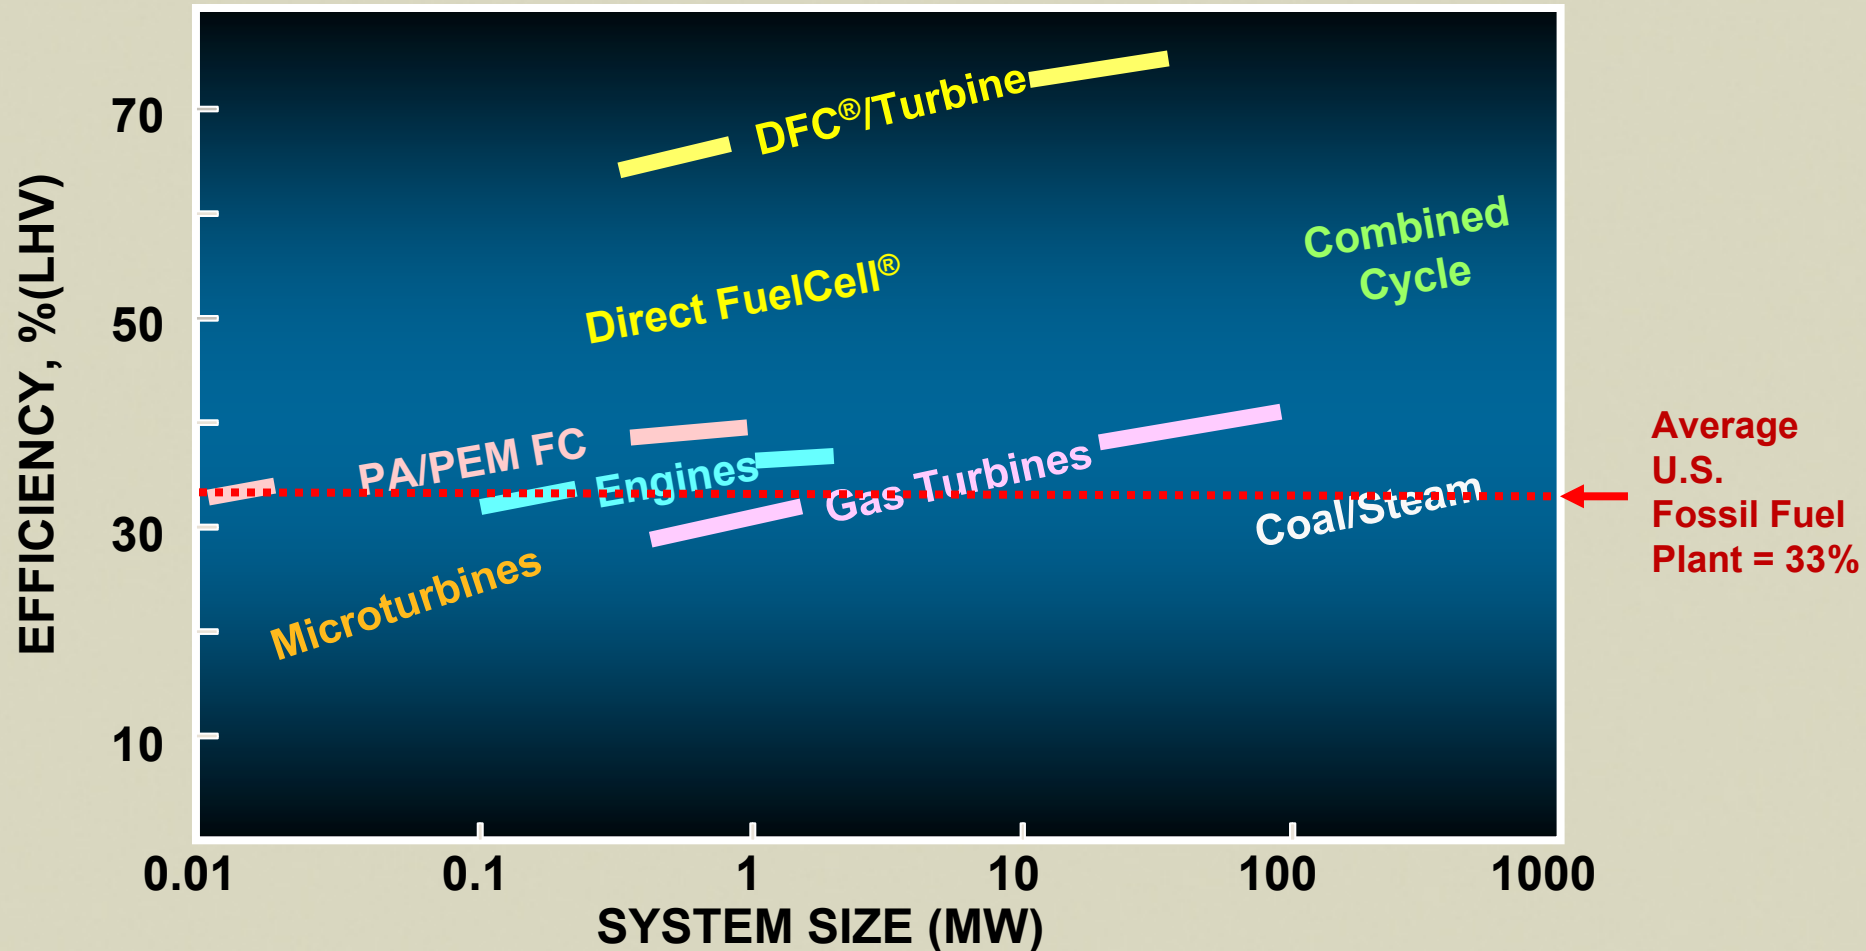 EFFICIENCY, %(LHV)
70
50
30
10
DFC®/Turbine
Combined
Cycle
Direct FuelCell®
PA/PEM FC
Engines
Gas Turbines
Coal/Steam
Microturbines
Average
U.S.
Fossil Fuel
Plant = 33%
0.01 0.1 1 10 100 1000
SYSTEM SIZE (MW)